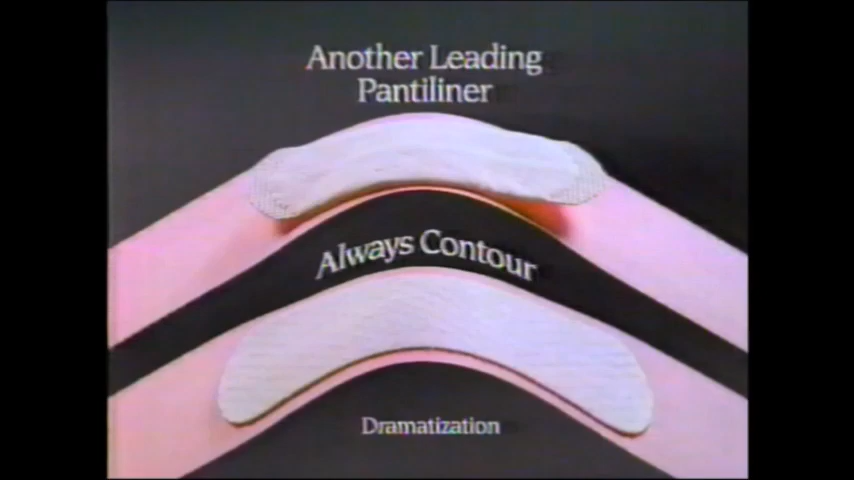 Another Leading
Pantiliner
Always Contour
Dramatization